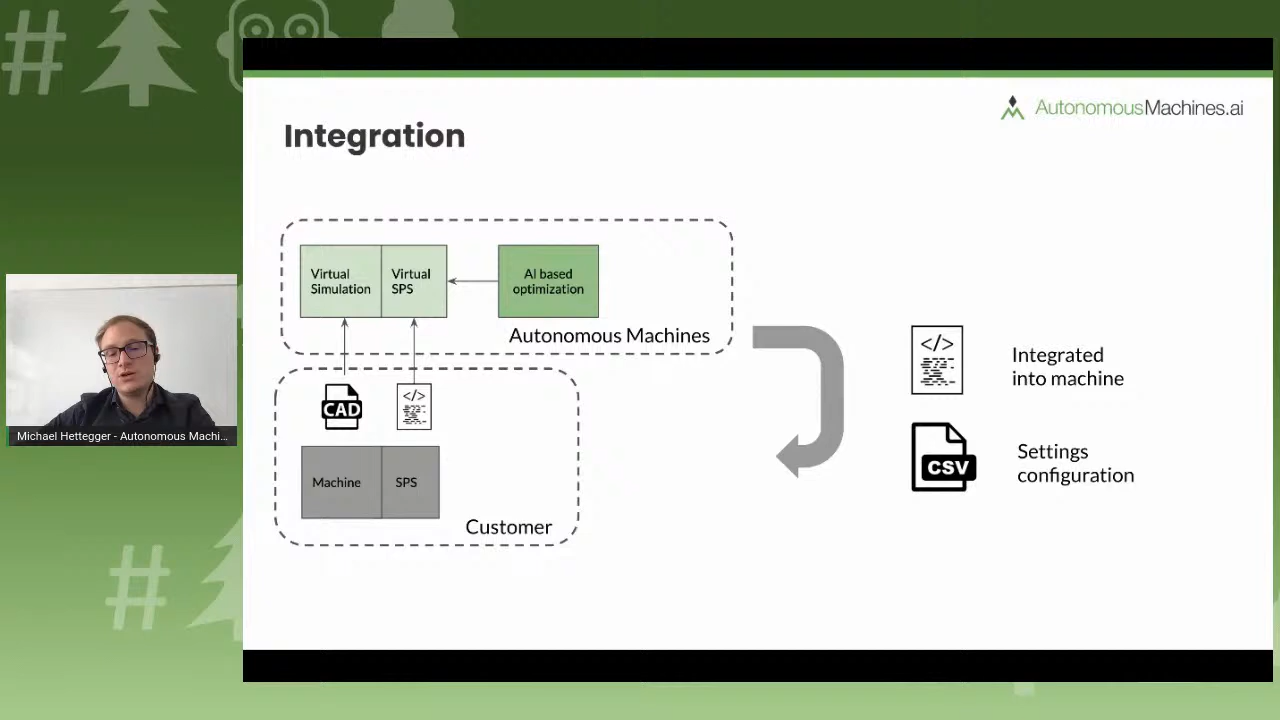 AutonomousMachines.ai
Integration
Virtual
Simulation
Virtual
SPS
AI based
optimization
Autonomous Machines
CAD
</>
Machine
SPS
Customer
</>
Integrated
into machine
CSV
Settings
configuration
Michael Hettegger - Autonomous Machi...
#
#